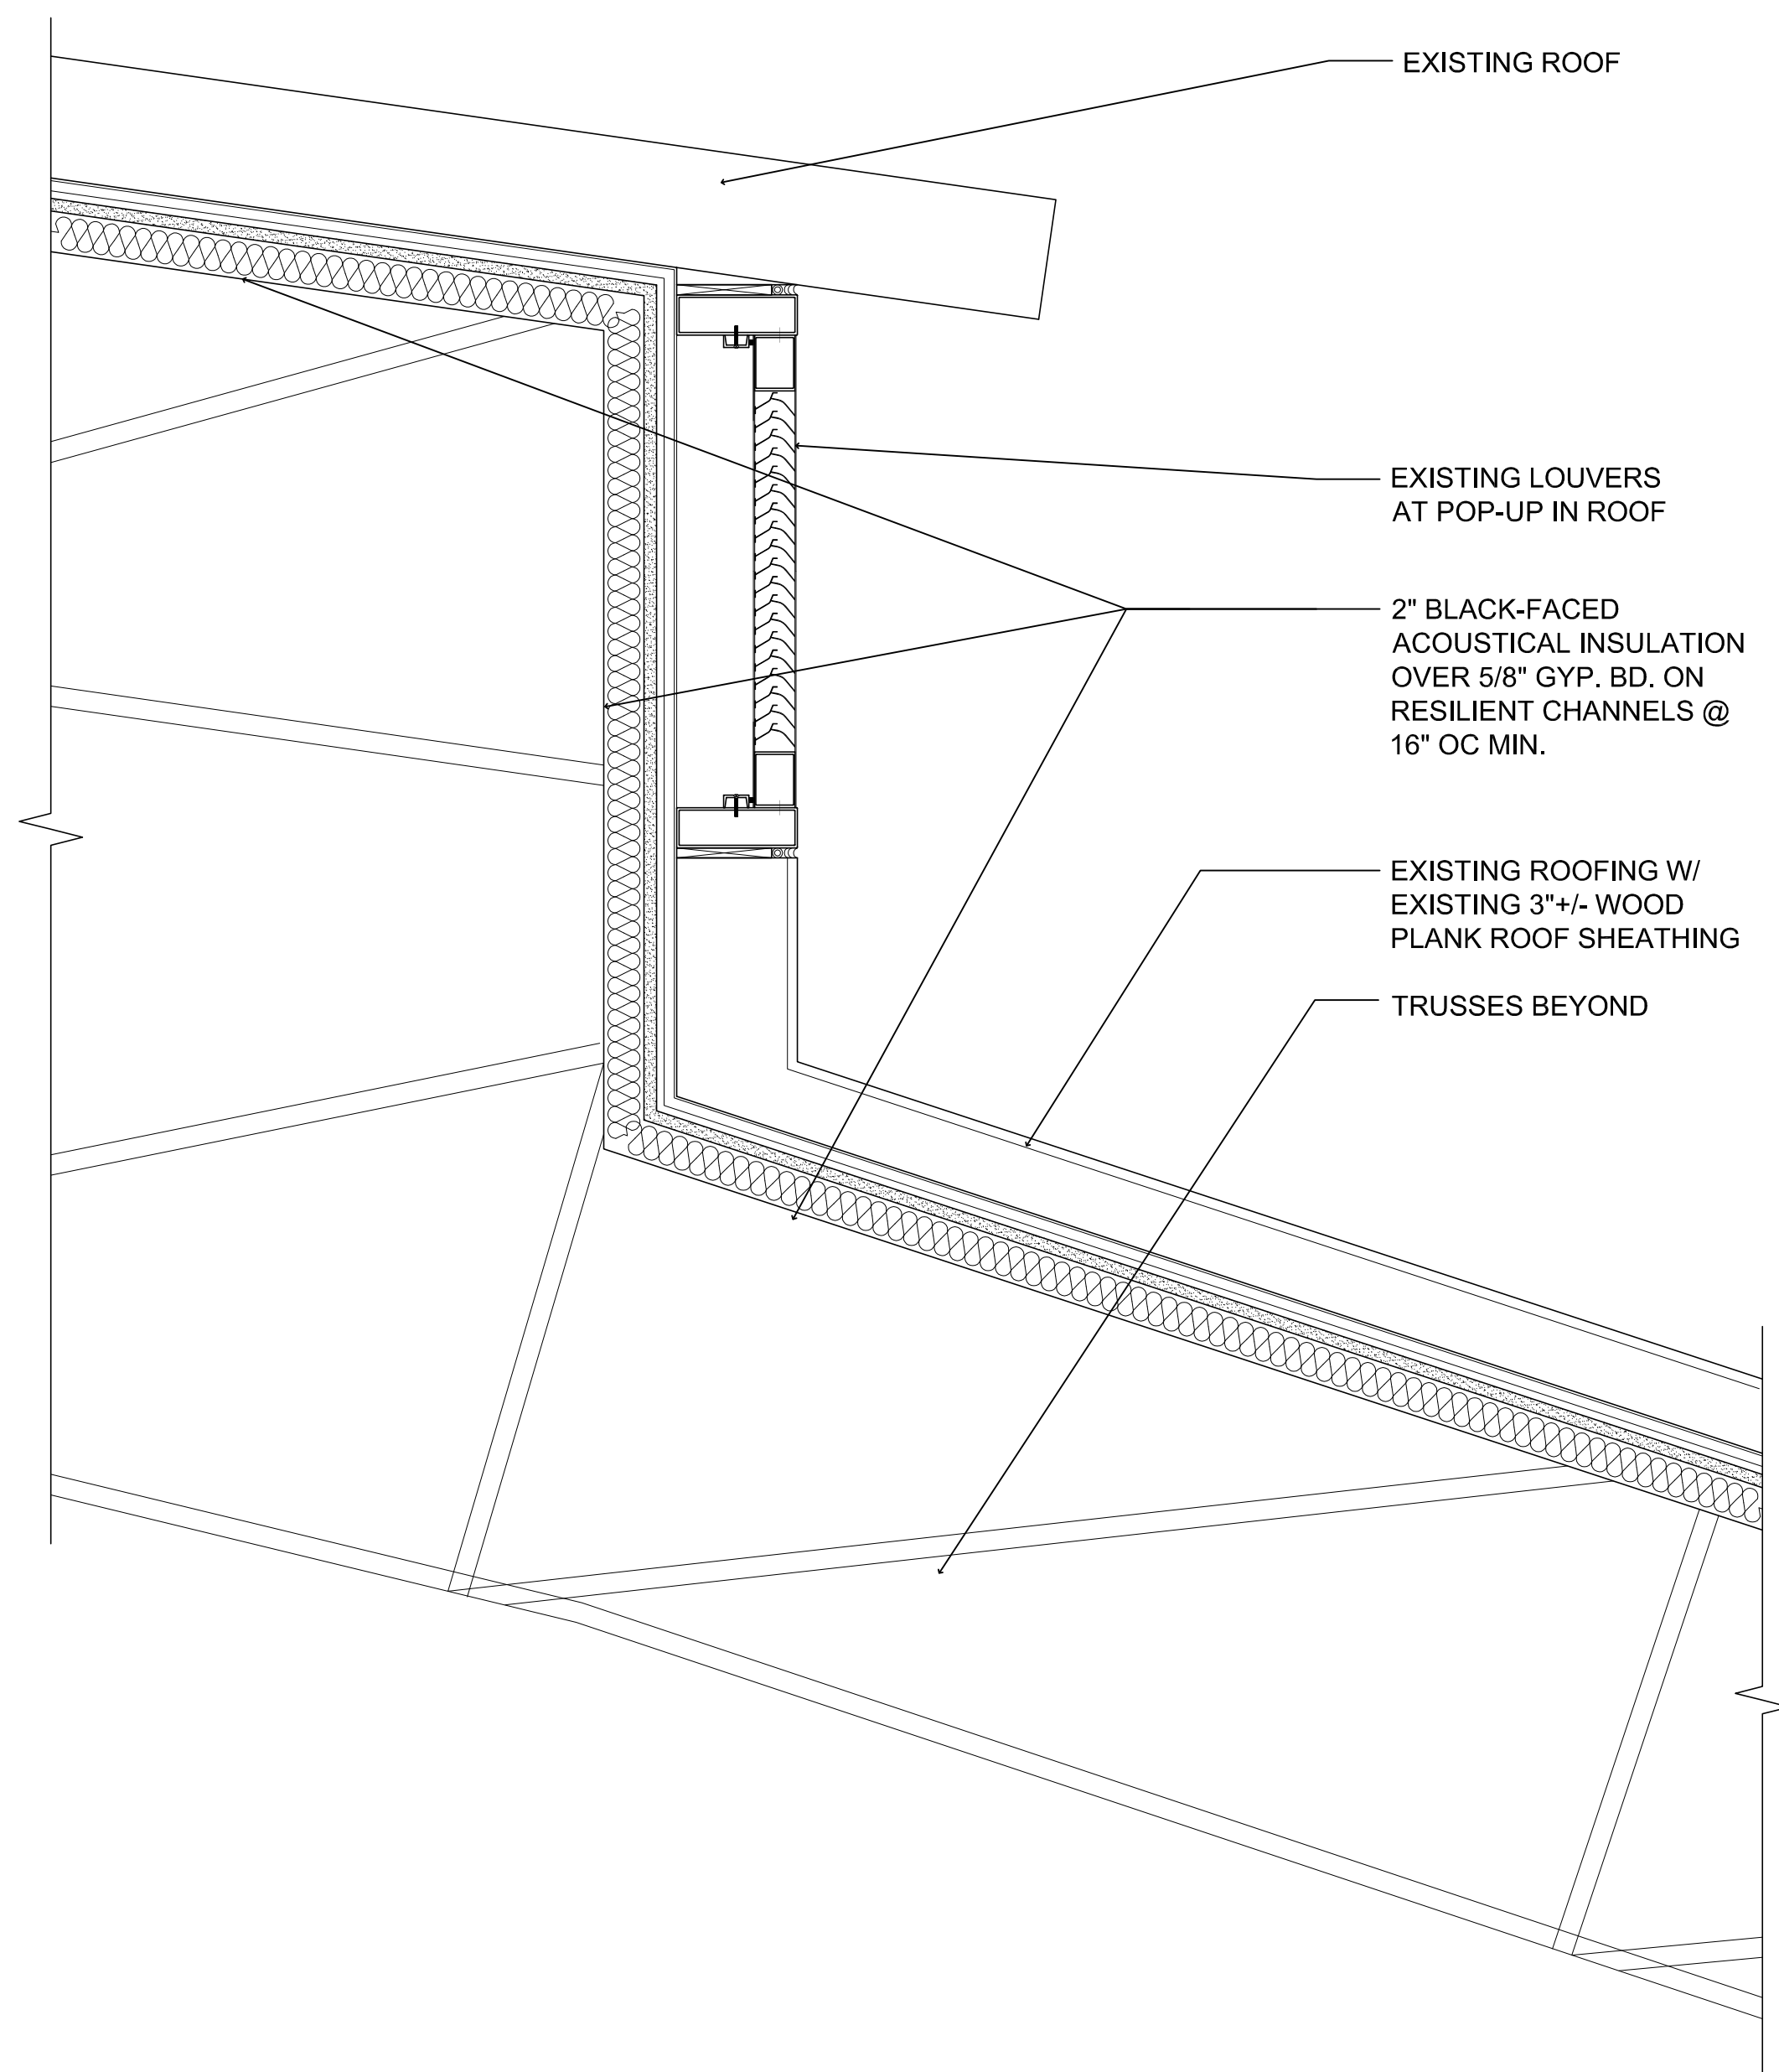 EXISTING ROOF
EXISTING LOUVERS
AT POP-UP IN ROOF
2" BLACK-FACED
ACOUSTICAL INSULATION
OVER 5/8" GYP. BD. ON
RESILIENT CHANNELS @
16" OC MIN.
EXISTING ROOFING W/
EXISTING 3"+/- WOOD
PLANK ROOF SHEATHING
TRUSSES BEYOND